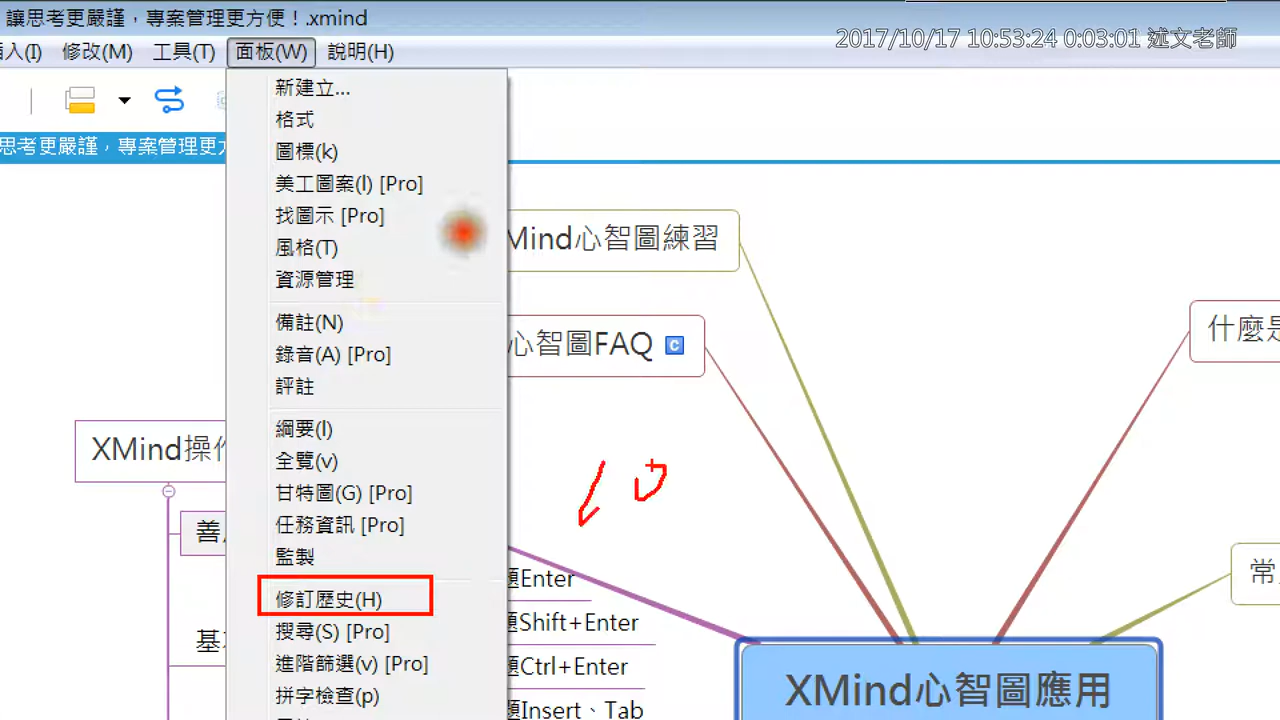 讓思考更嚴謹，專案管理更方便！.xmind
入(I) 修改(M) 工具(T) 面板(W) 說明(H)
2017/10/17 10:53:24 0:03:01 述文老師
思考更嚴謹，專案管理更方
新建立...
格式
圖標(k)
美工圖案(l) [Pro]
找圖示 [Pro]
風格(T)
資源管理
備註(N)
錄音(A) [Pro]
評註
綱要(l)
全覽(v)
甘特圖(G) [Pro]
任務資訊 [Pro]
監製
修訂歷史(H)
搜尋(S) [Pro]
進階篩選(v) [Pro]
拼字檢查(p)
Mind心智圖練習
心智圖FAQ C
什麼是
XMind操作
善
基
題Enter
題Shift+Enter
題Ctrl+Enter
題Insert、Tab
常
XMind心智圖應用